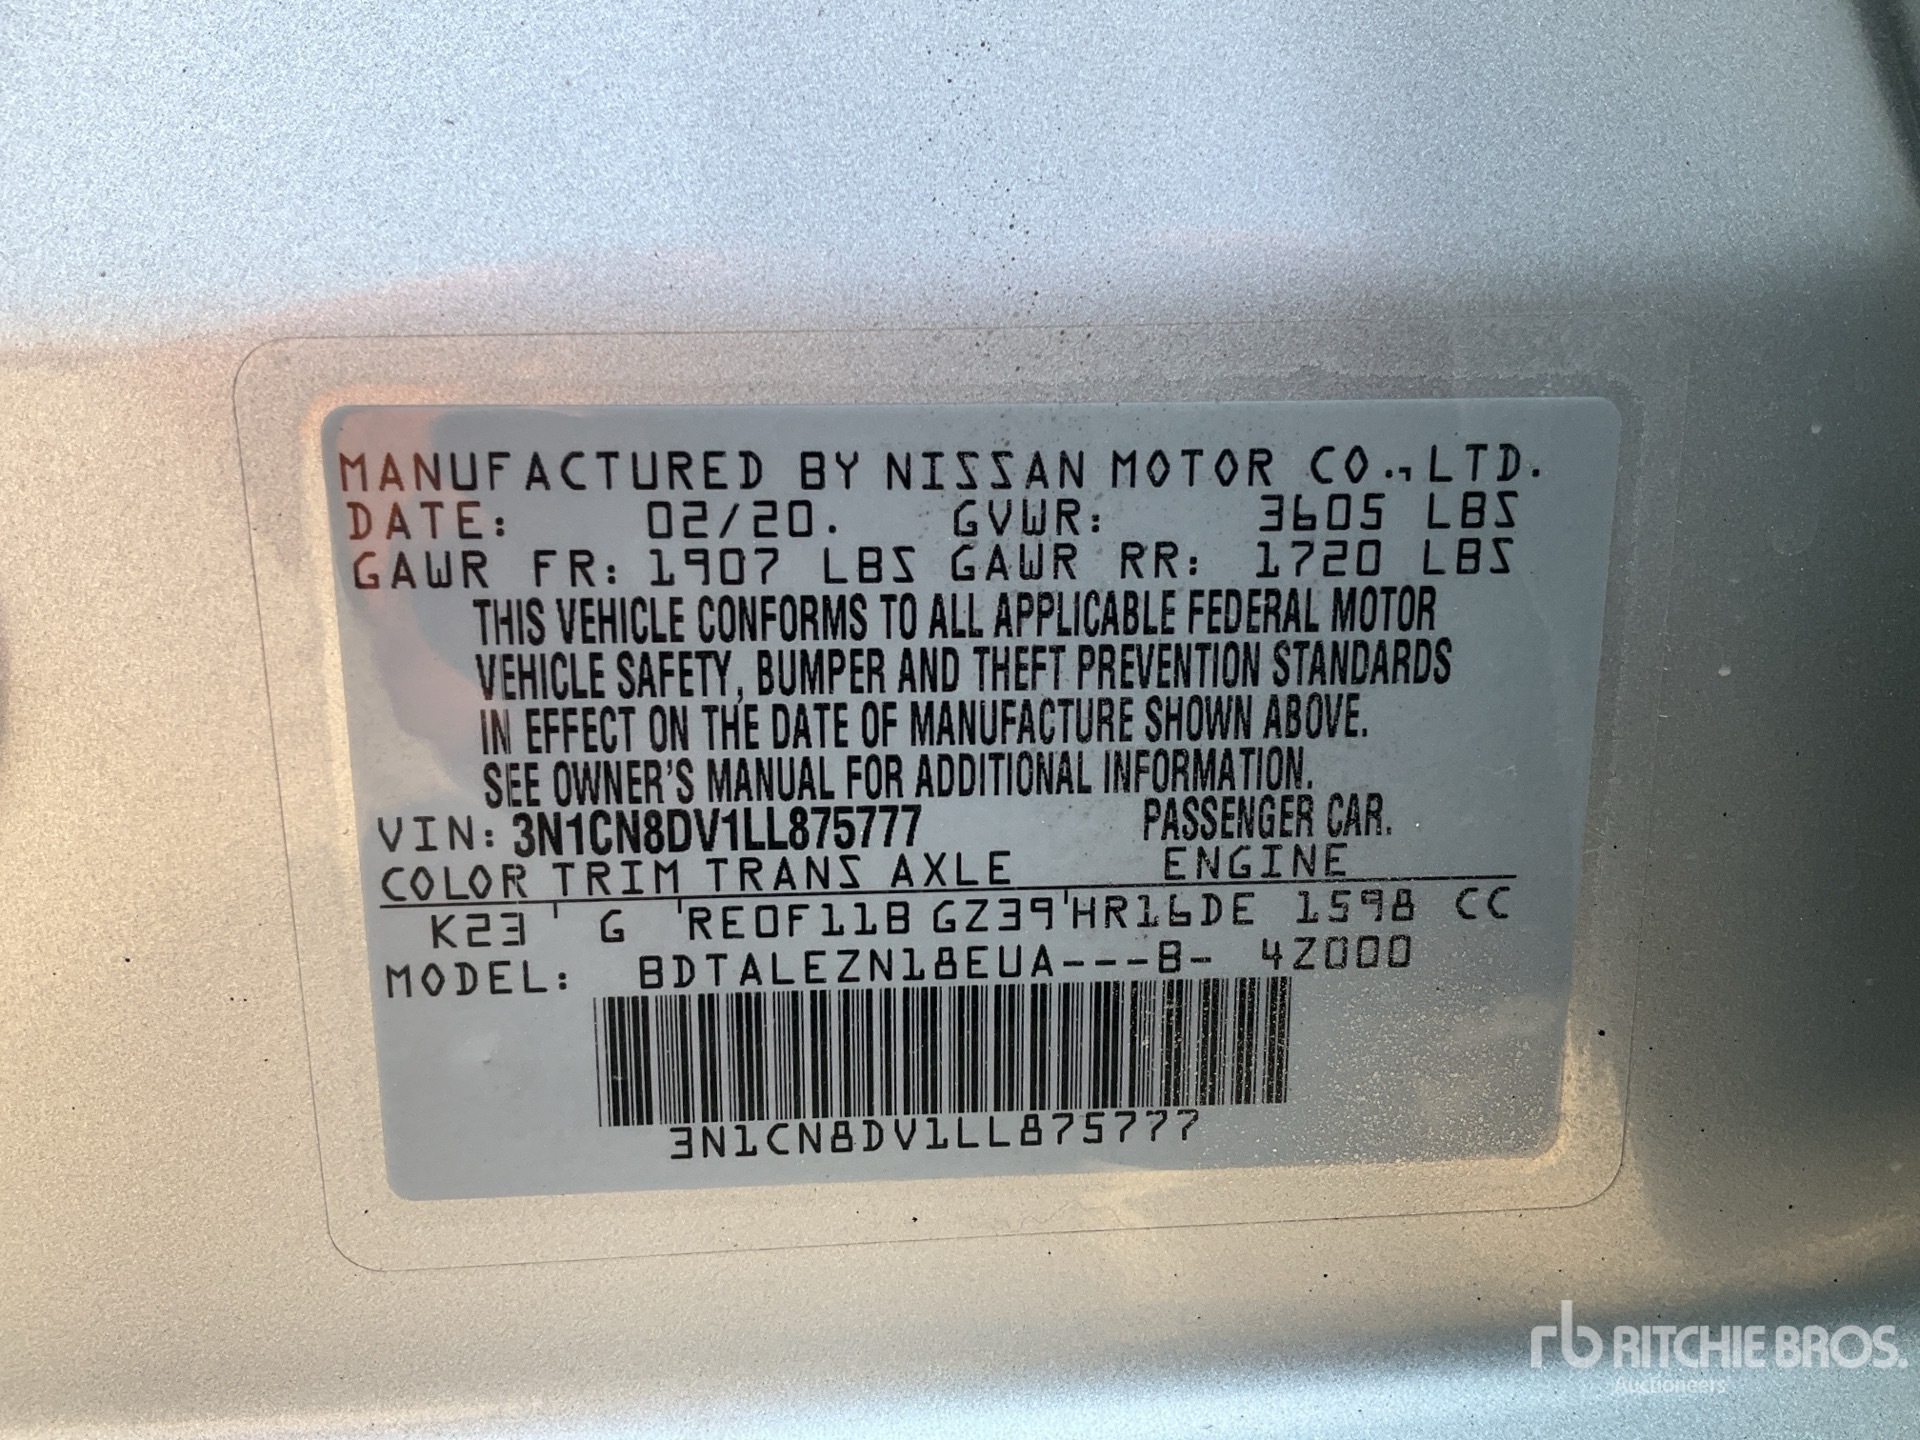 MANUFACTURED BY NISSAN MOTOR CO., LTD.
DATE: 02/20. GVWR: 3605 LBS
GAWR FR: 1907 LBS GAWR RR: 1720 LBS
THIS VEHICLE CONFORMS TO ALL APPLICABLE FEDERAL MOTOR
VEHICLE SAFETY, BUMPER AND THEFT PREVENTION STANDARDS
IN EFFECT ON THE DATE OF MANUFACTURE SHOWN ABOVE.
SEE OWNER'S MANUAL FOR ADDITIONAL INFORMATION.
VIN: 3N1CN8DV1LL875777 PASSENGER CAR.
COLOR TRIM TRANS AXLE ENGINE
K23 G RE0F11B GZ39 HR16DE 1598 CC
MODEL: BDTALEZN18EUA---B- 4Z000
3N1CN8DV1LL875777
rb RITCHIE BROS.
Auctioneers